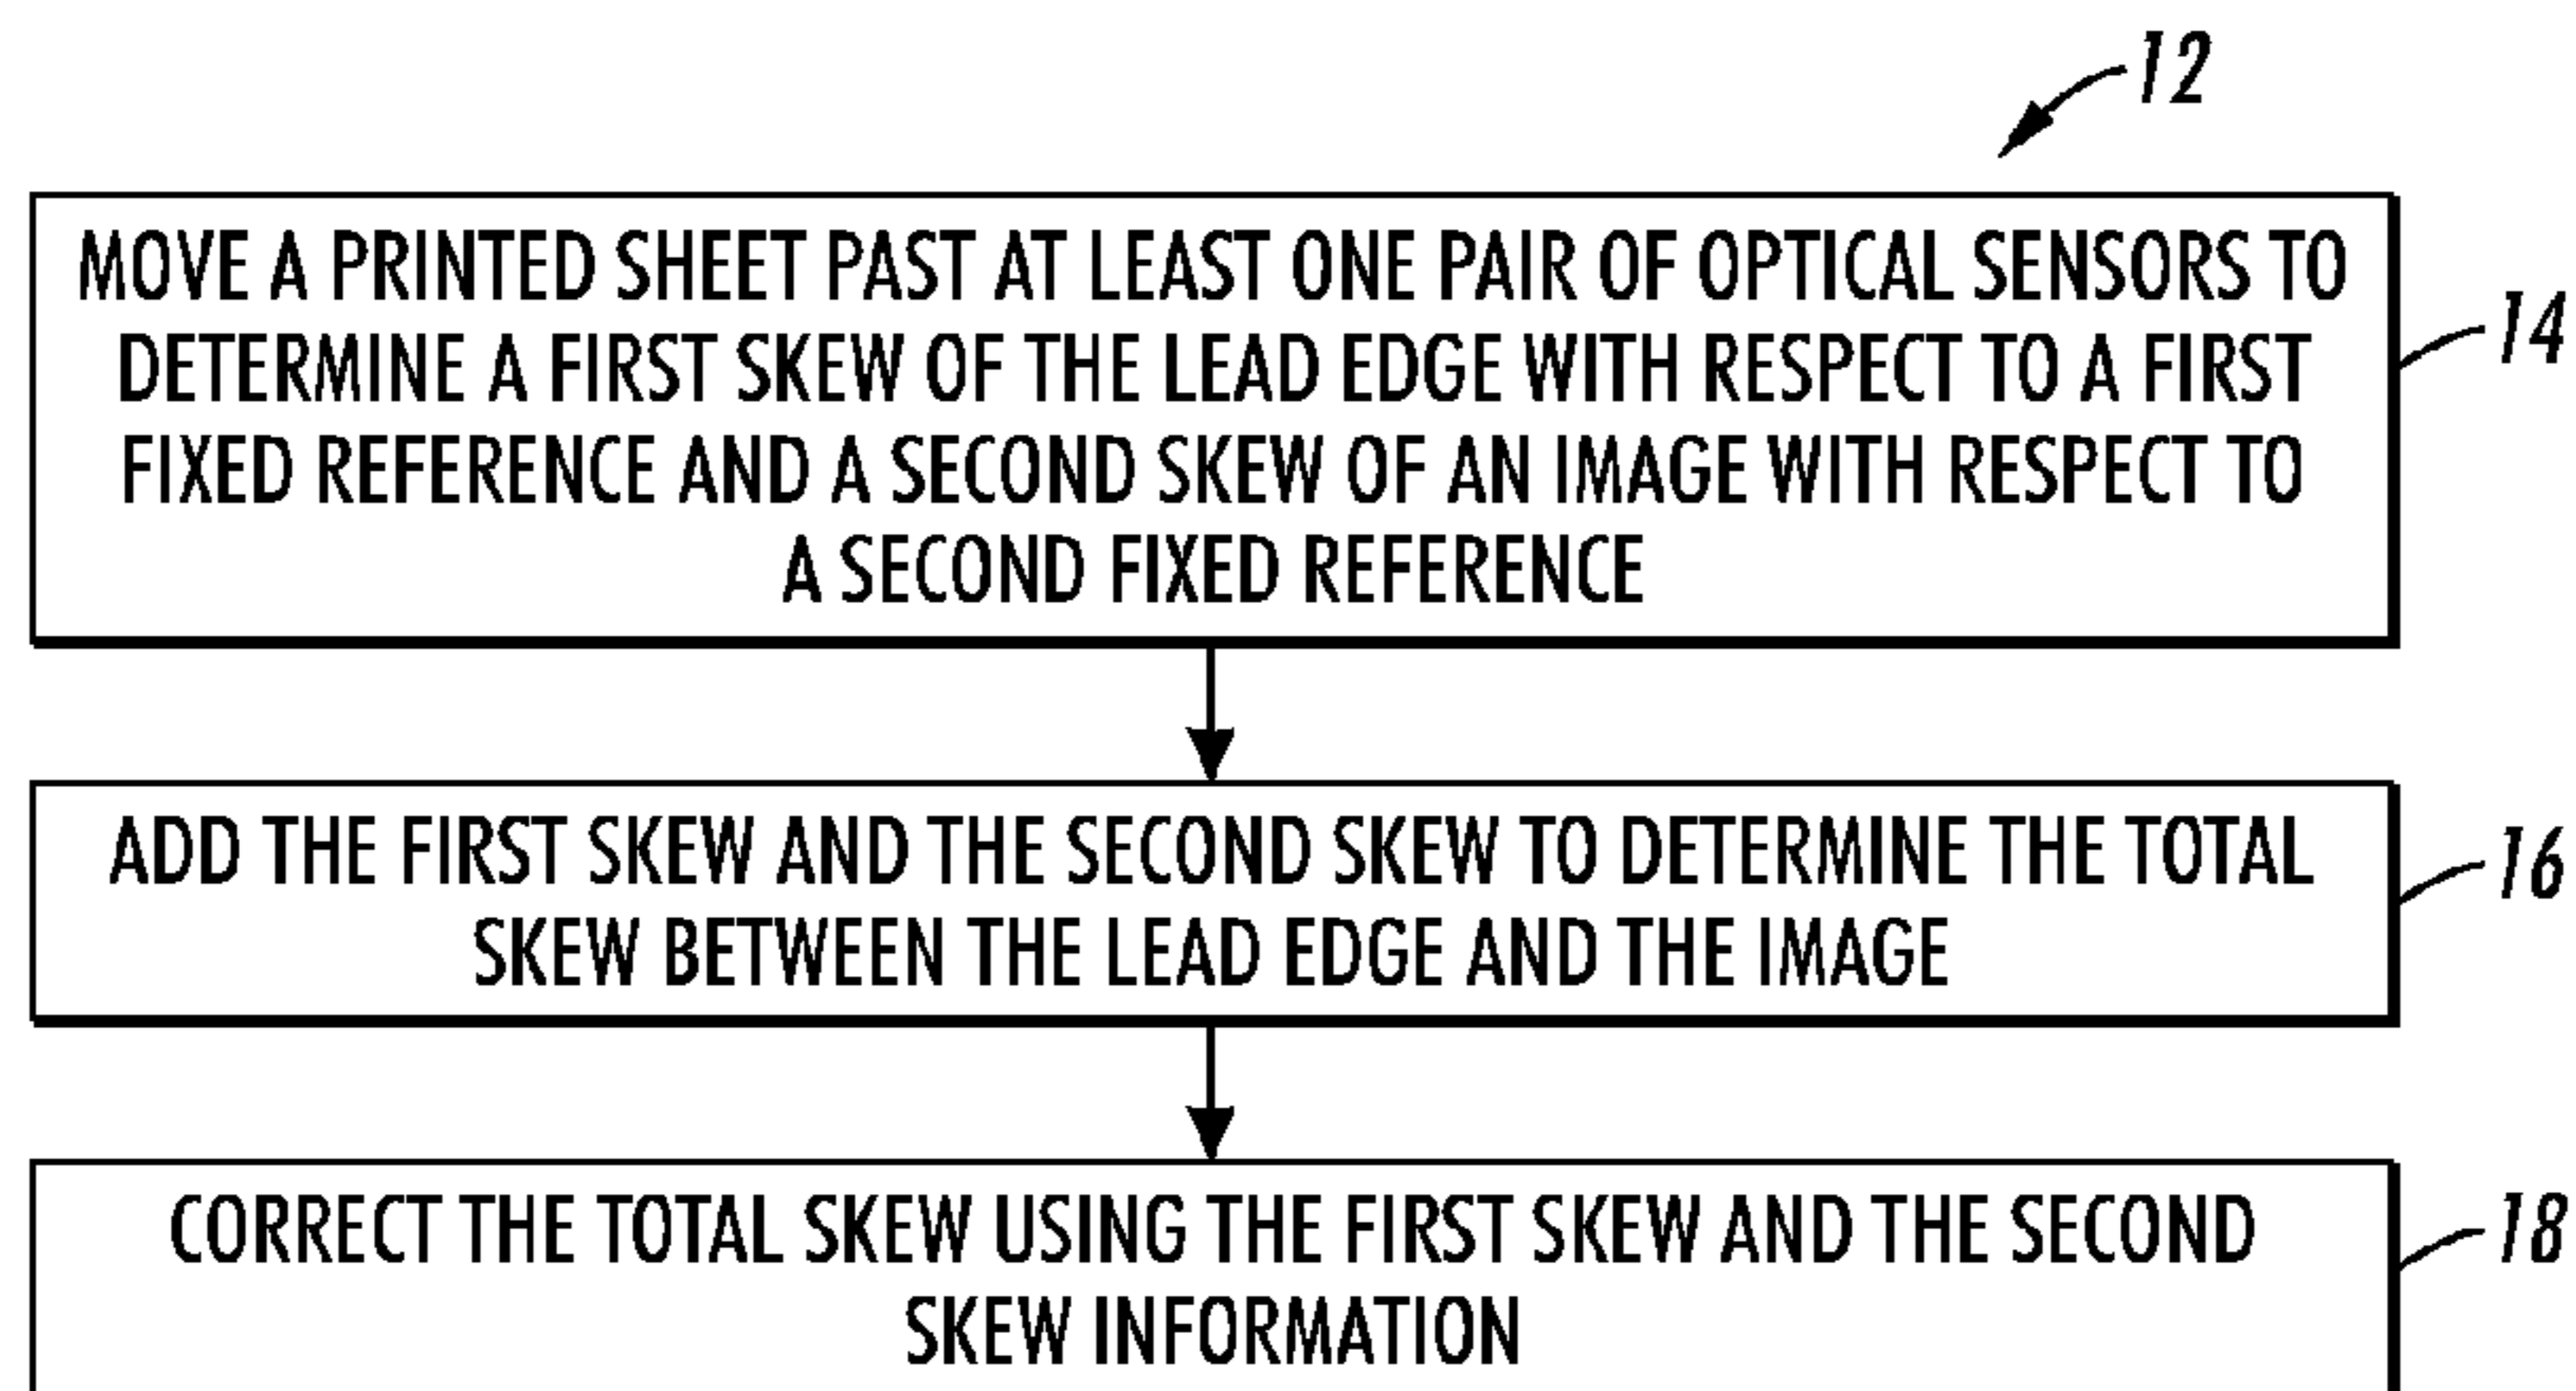 12
MOVE A PRINTED SHEET PAST AT LEAST ONE PAIR OF OPTICAL SENSORS TO
DETERMINE A FIRST SKEW OF THE LEAD EDGE WITH RESPECT TO A FIRST
FIXED REFERENCE AND A SECOND SKEW OF AN IMAGE WITH RESPECT TO
A SECOND FIXED REFERENCE
14
ADD THE FIRST SKEW AND THE SECOND SKEW TO DETERMINE THE TOTAL
SKEW BETWEEN THE LEAD EDGE AND THE IMAGE
16
CORRECT THE TOTAL SKEW USING THE FIRST SKEW AND THE SECOND
SKEW INFORMATION
18